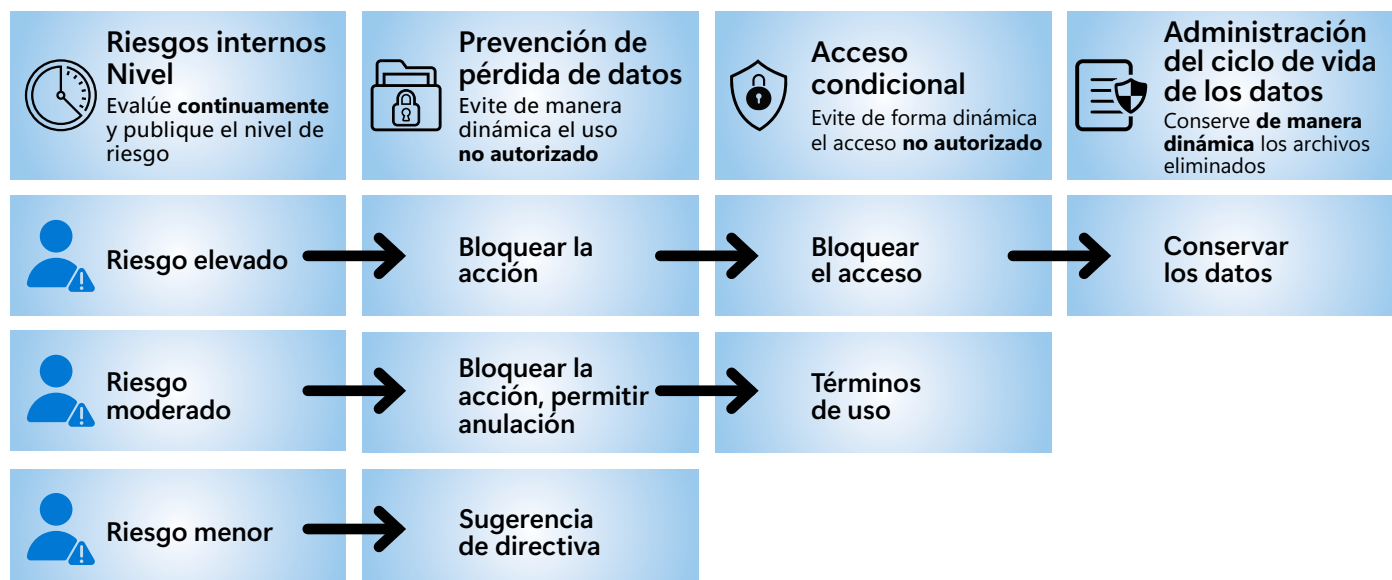 Riesgos internos
Nivel
Evalúe continuamente
y publique el nivel de
riesgo
Prevención de
pérdida de datos
Evite de manera
dinámica el uso
no autorizado
Acceso
condicional
Evite de forma dinámica
el acceso no autorizado
Administración
del ciclo de vida
de los datos
Conserve de manera
dinámica los archivos
eliminados
Riesgo elevado
Bloquear la
acción
Bloquear
el acceso
Conservar
los datos
Riesgo
moderado
Bloquear la
acción, permitir
anulación
Términos
de uso
Riesgo menor
Sugerencia
de directiva